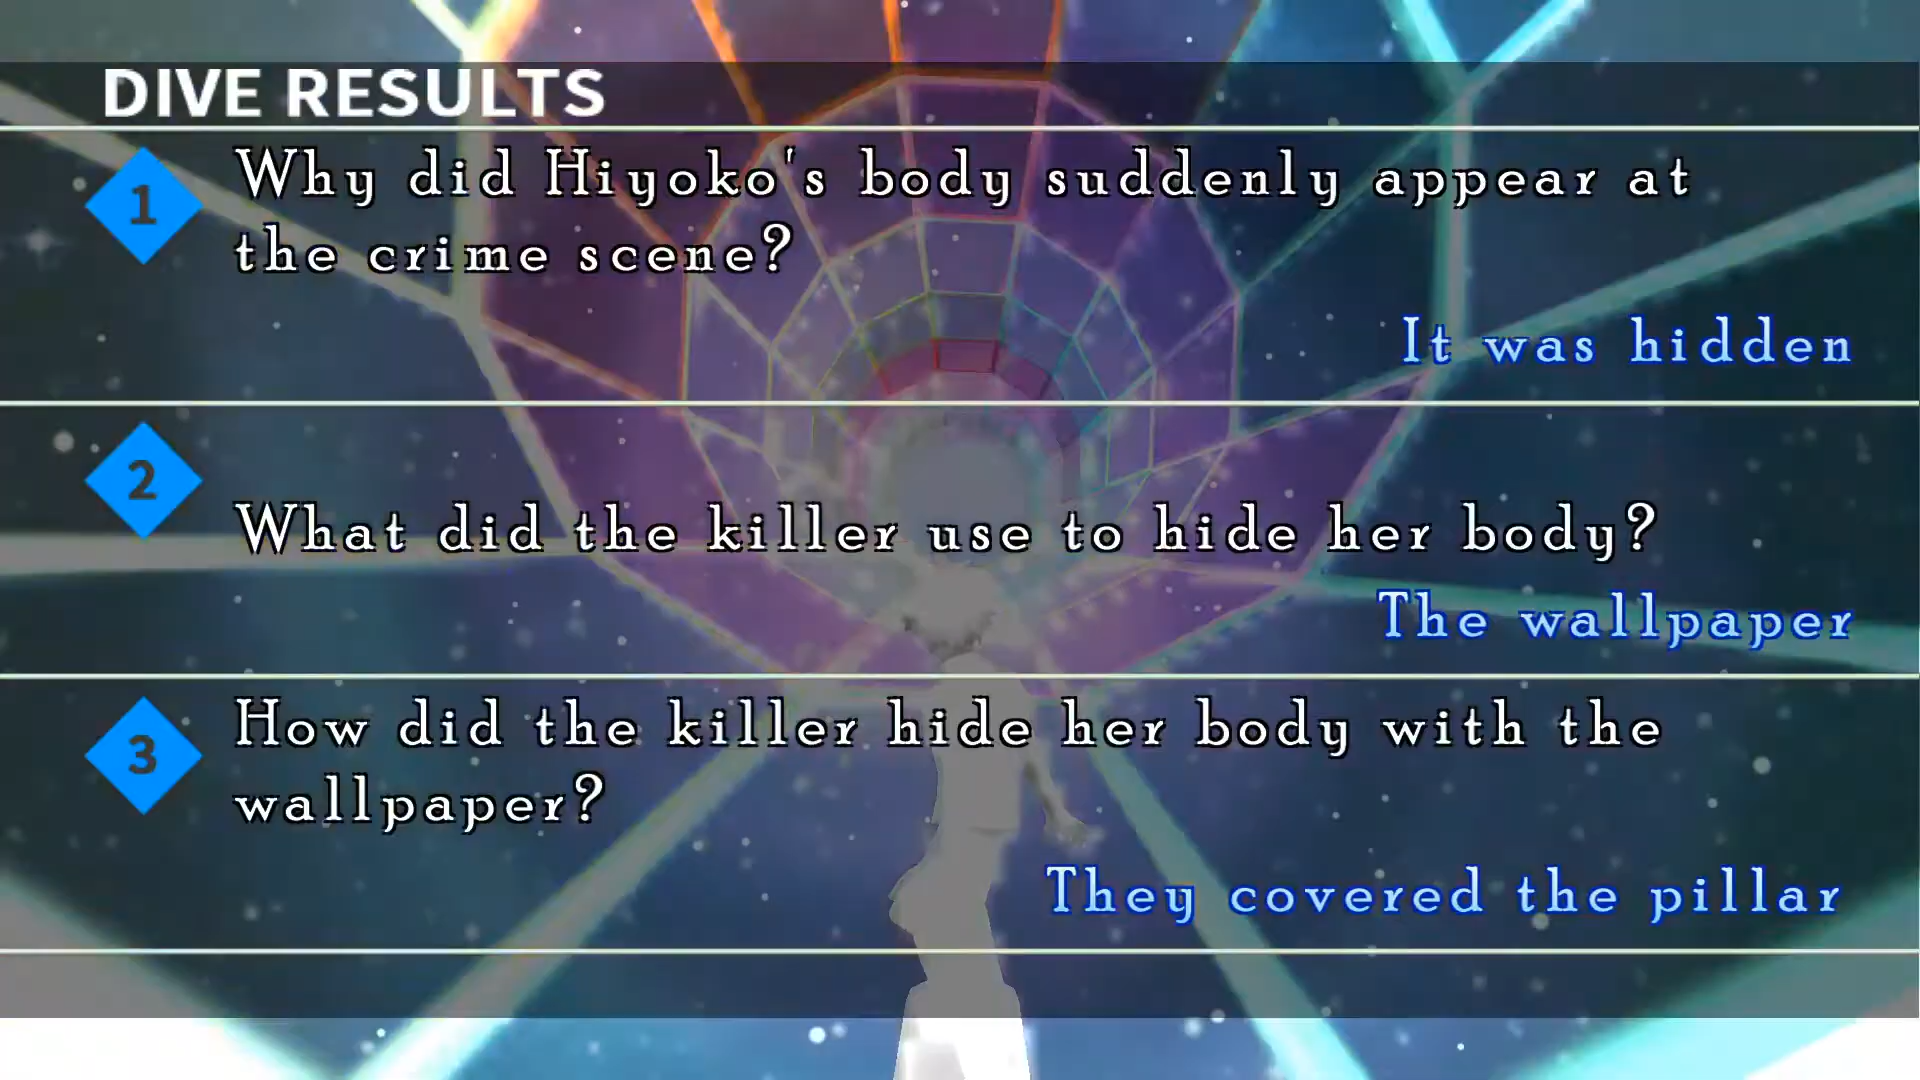 DIVE RESULTS
1
Why did Hiyoko's body suddenly appear at
the crime scene?
It was hidden
2
What did the killer use to hide her body?
The wallpaper
3
How did the killer hide her body with the
wallpaper?
They covered the pillar